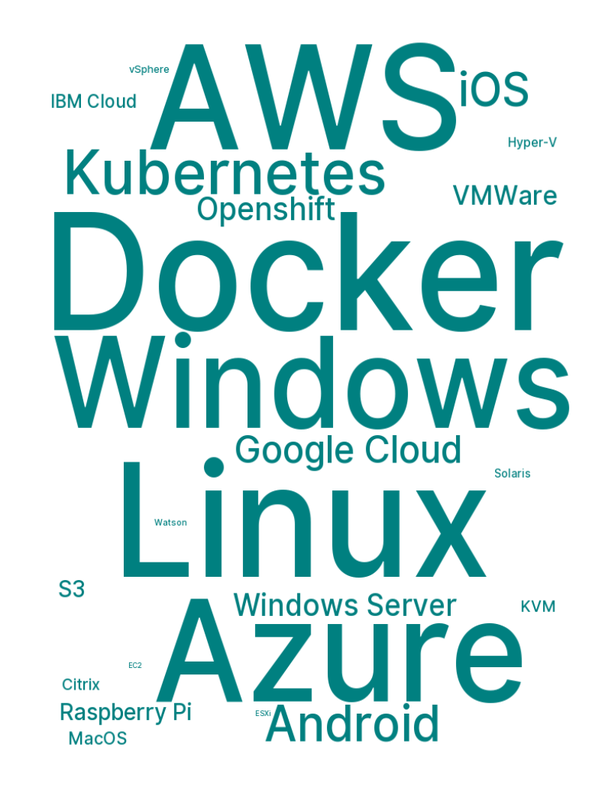 vSphere
AWS
iOS
IBM Cloud
Hyper-V
Kubernetes
VMWare
Openshift
Docker
Windows
Google Cloud
Solaris
Linux
Watson
S3
Windows Server
KVM
Azure
EC2
Citrix
Raspberry Pi
ESXi
Android
MacOS